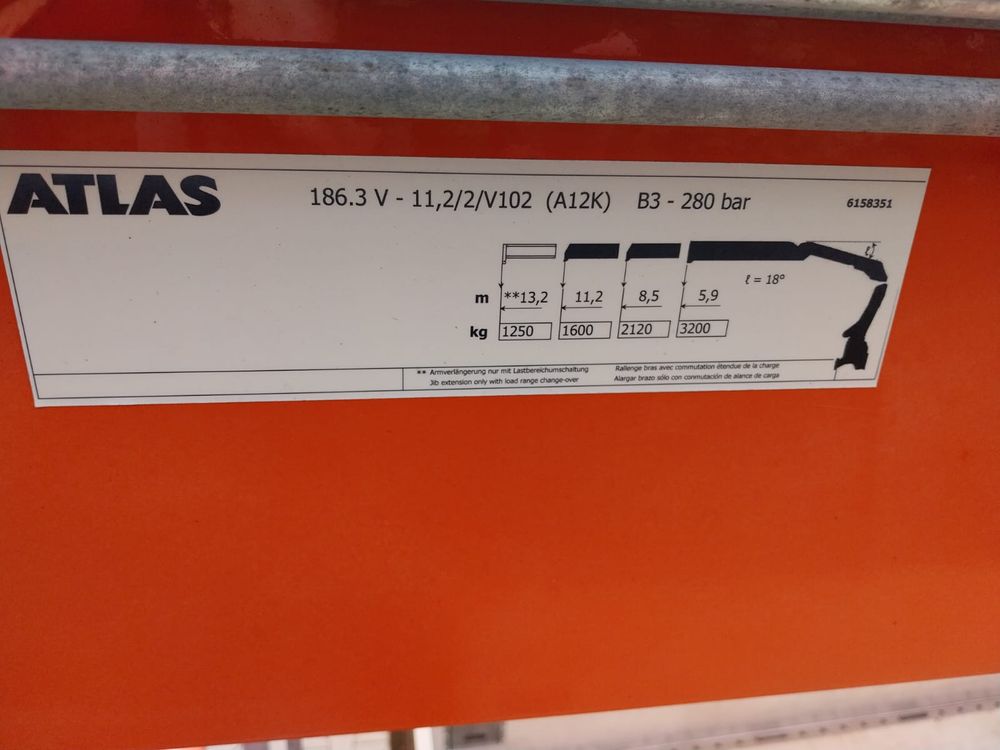 ATLAS 186.3 V - 11,2/2/V102 (A12K) B3 - 280 bar 6158351
ℓ
ℓ = 18°
m **13,2 11,2 8,5 5,9
kg 1250 1600 2120 3200
** Armverlängerung nur mit Lastbereichumschaltung
Jib extension only with load range change-over
Rallenge bras avec commutation étendue de la charge
Alargar brazo sólo con conmutación de alance de carga